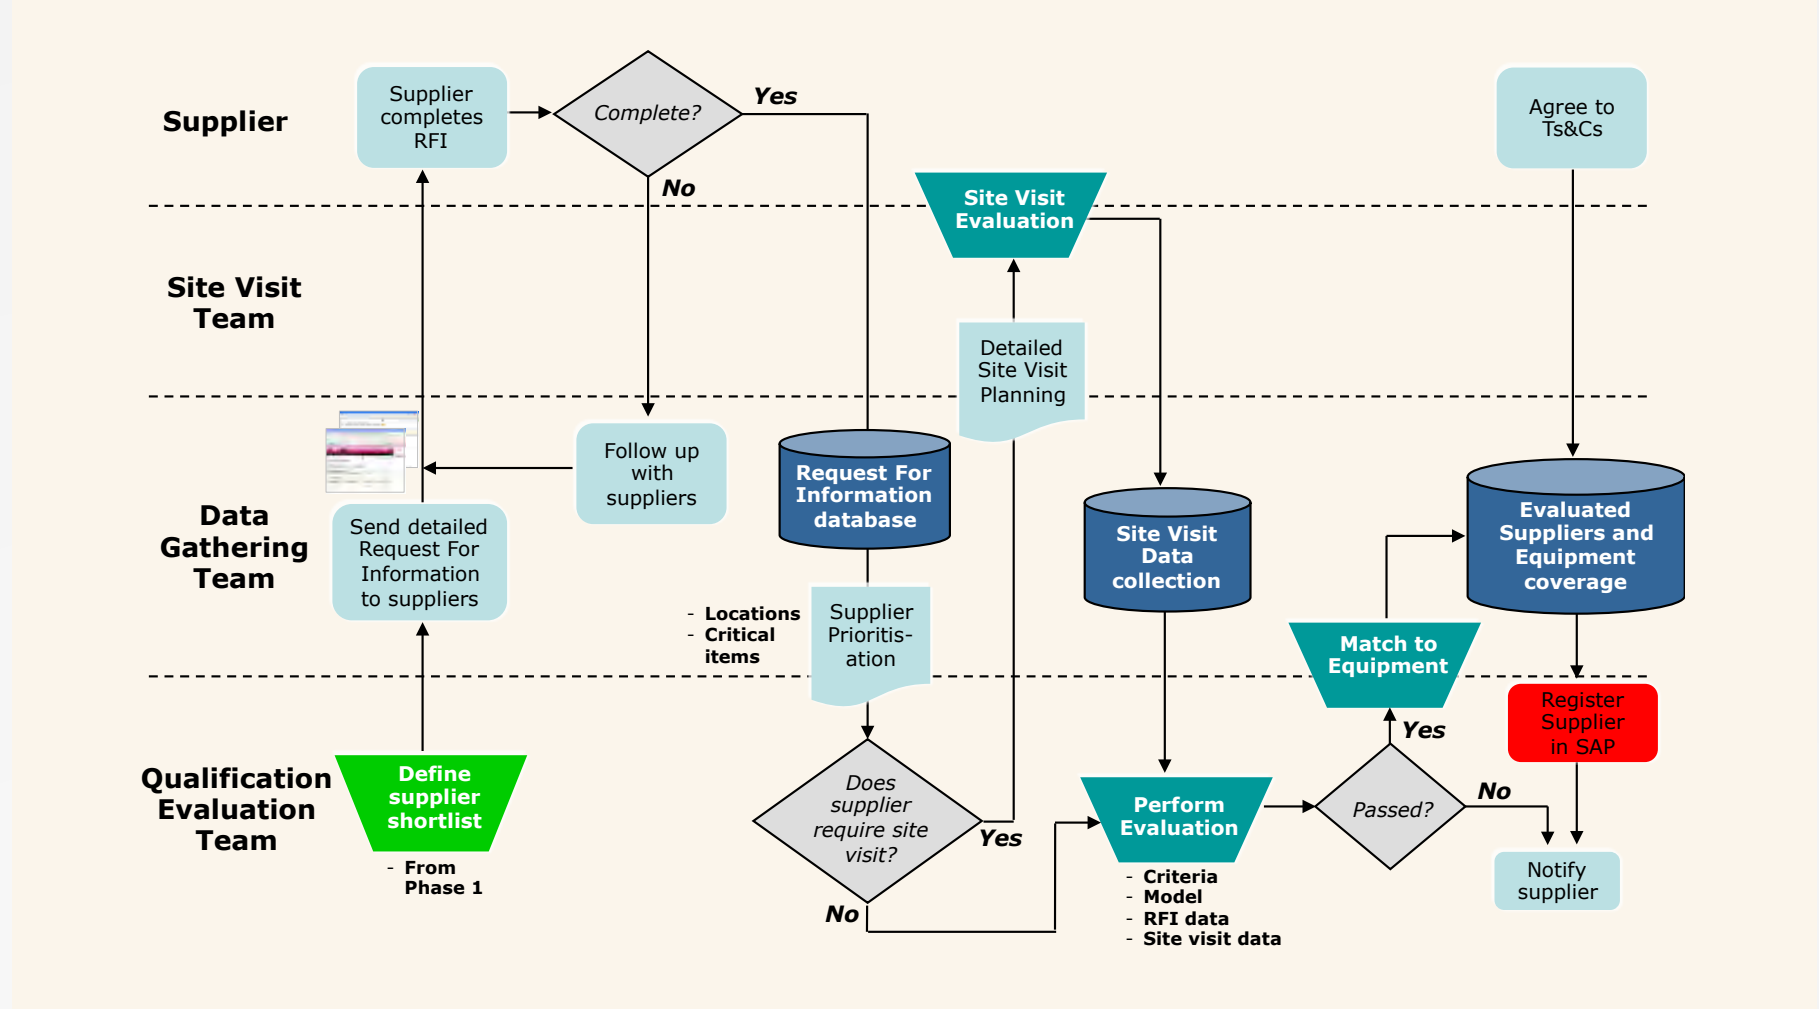 Supplier
Supplier
completes
RFI
Complete?
Yes
No
Agree to
Ts&Cs
Site Visit
Evaluation
Site Visit
Team
Detailed
Site Visit
Planning
Data
Gathering
Team
Follow up
with
suppliers
Send detailed
Request For
Information
to suppliers
Request For
Information
database
- Locations
- Critical
items
Supplier
Prioritis-
ation
Site Visit
Data
collection
Evaluated
Suppliers and
Equipment
coverage
Match to
Equipment
Register
Supplier
in SAP
Qualification
Evaluation
Team
Define
supplier
shortlist
- From
Phase 1
Does
supplier
require site
visit?
Yes
No
Perform
Evaluation
- Criteria
- Model
- RFI data
- Site visit data
Passed?
Yes
No
Notify
supplier